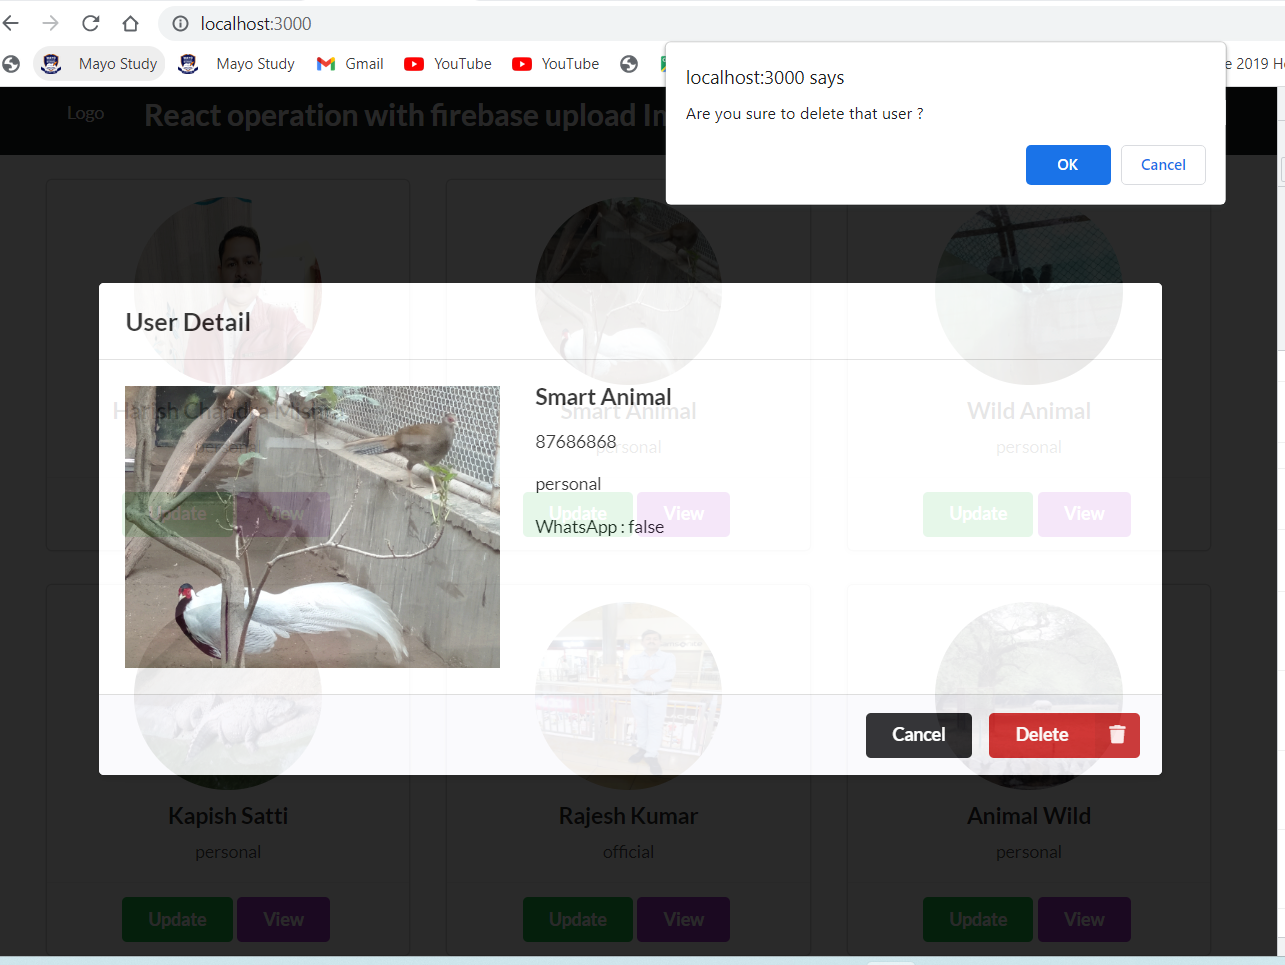 localhost:3000
Mayo Study
Mayo Study
Gmail
YouTube
YouTube
e 2019 H
localhost:3000 says
Are you sure to delete that user ?
OK
Cancel
Logo
React operation with firebase upload I
User Detail
Smart Animal
87686868
personal
WhatsApp : false
Smart Animal
personal
Update
View
Wild Animal
personal
Update
View
Update
View
Cancel
Delete
Kapish Satti
personal
Update
View
Rajesh Kumar
official
Update
View
Animal Wild
personal
Update
View